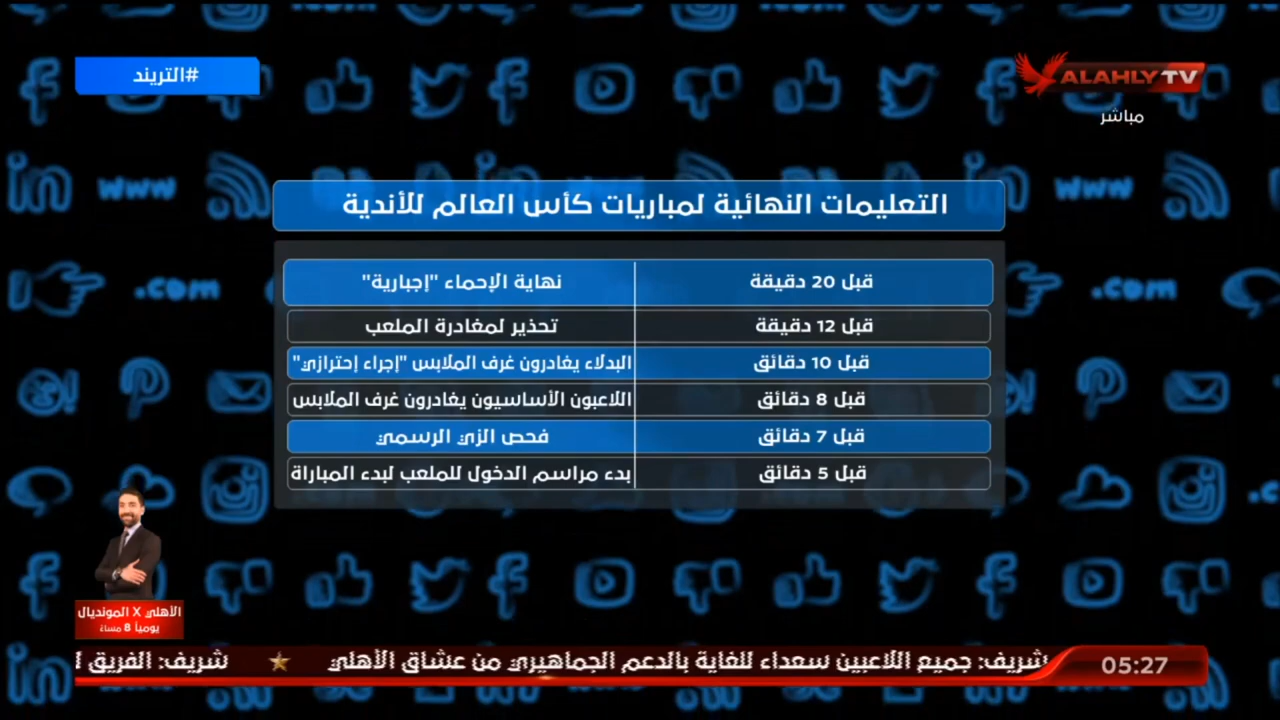 ALAHLY TV
مباشر
#التريند
التعليمات النهائية لمباريات كأس العالم للأندية
قبل 20 دقيقة نهاية الإحماء "إجبارية"
قبل 12 دقيقة تحذير لمغادرة الملعب
قبل 10 دقائق البدلاء يغادرون غرف الملابس "إجراء إحترازي"
قبل 8 دقائق اللاعبون الأساسيون يغادرون غرف الملابس
قبل 7 دقائق فحص الزي الرسمي
قبل 5 دقائق بدء مراسم الدخول للملعب لبدء المباراة
الأهلي X المونديال
يومياً 8 مساءً
05:27
شريف: جميع اللاعبين سعداء للغاية بالدعم الجماهيري من عشاق الأهلي شريف: الفريق